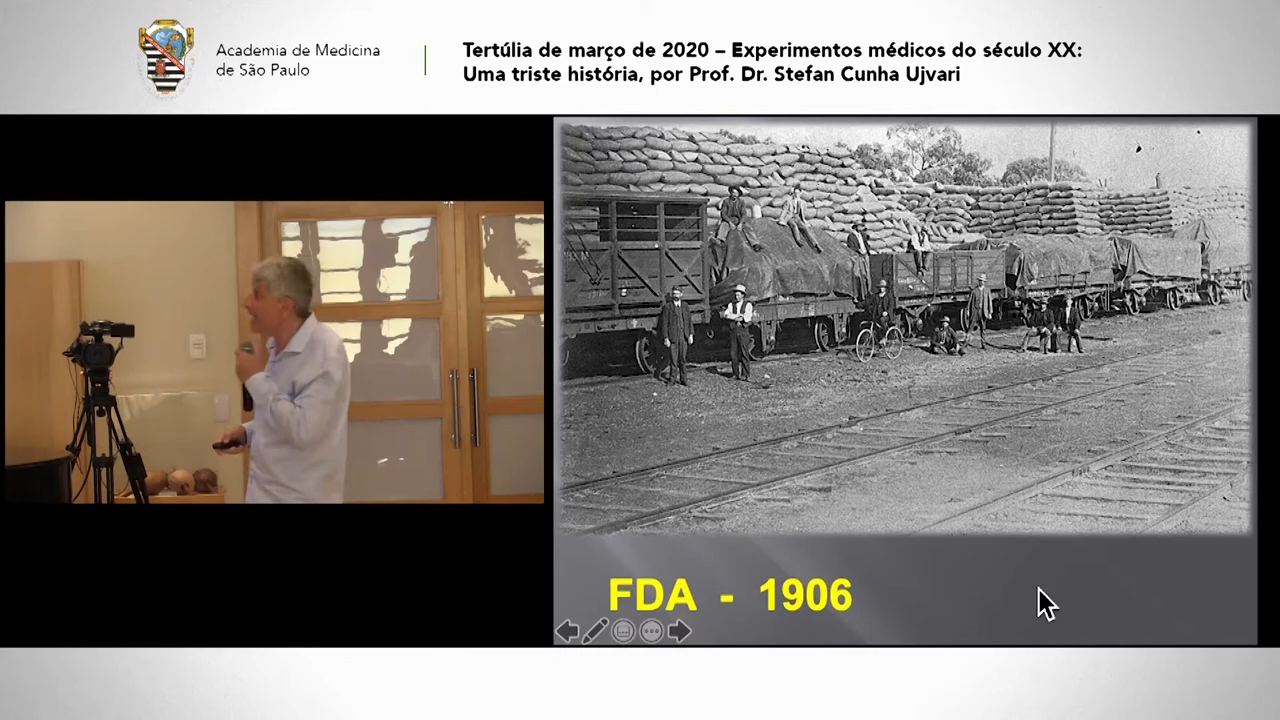 Academia de Medicina
de São Paulo
Tertúlia de março de 2020 – Experimentos médicos do século XX:
Uma triste história, por Prof. Dr. Stefan Cunha Ujvari
FDA - 1906